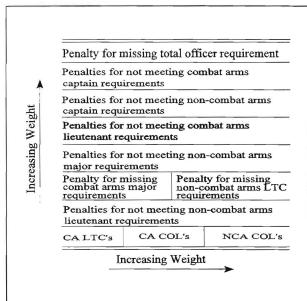 Penalty for missing total officer requirement
Penalties for not meeting combat arms
captain requirements
Penalties for not meeting non-combat arms
captain requirements
Penalties for not meeting combat arms
lieutenant requirements
Penalties for not meeting non-combat arms
major requirements
Penalty for missing
combat arms major
requirements
Penalty for missing
non-combat arms LTC
requirements
Penalties for not meeting non-combat arms
lieutenant requirements
CA LTC's
CA COL's
NCA COL's
Increasing Weight
Increasing Weight